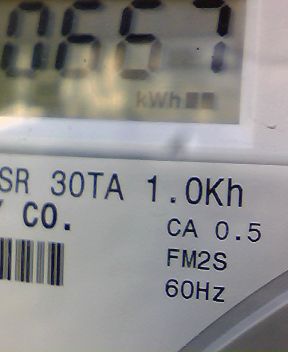 0667
kWh
SR 30TA 1.0Kh
Y CO.
CA 0.5
FM2S
60Hz